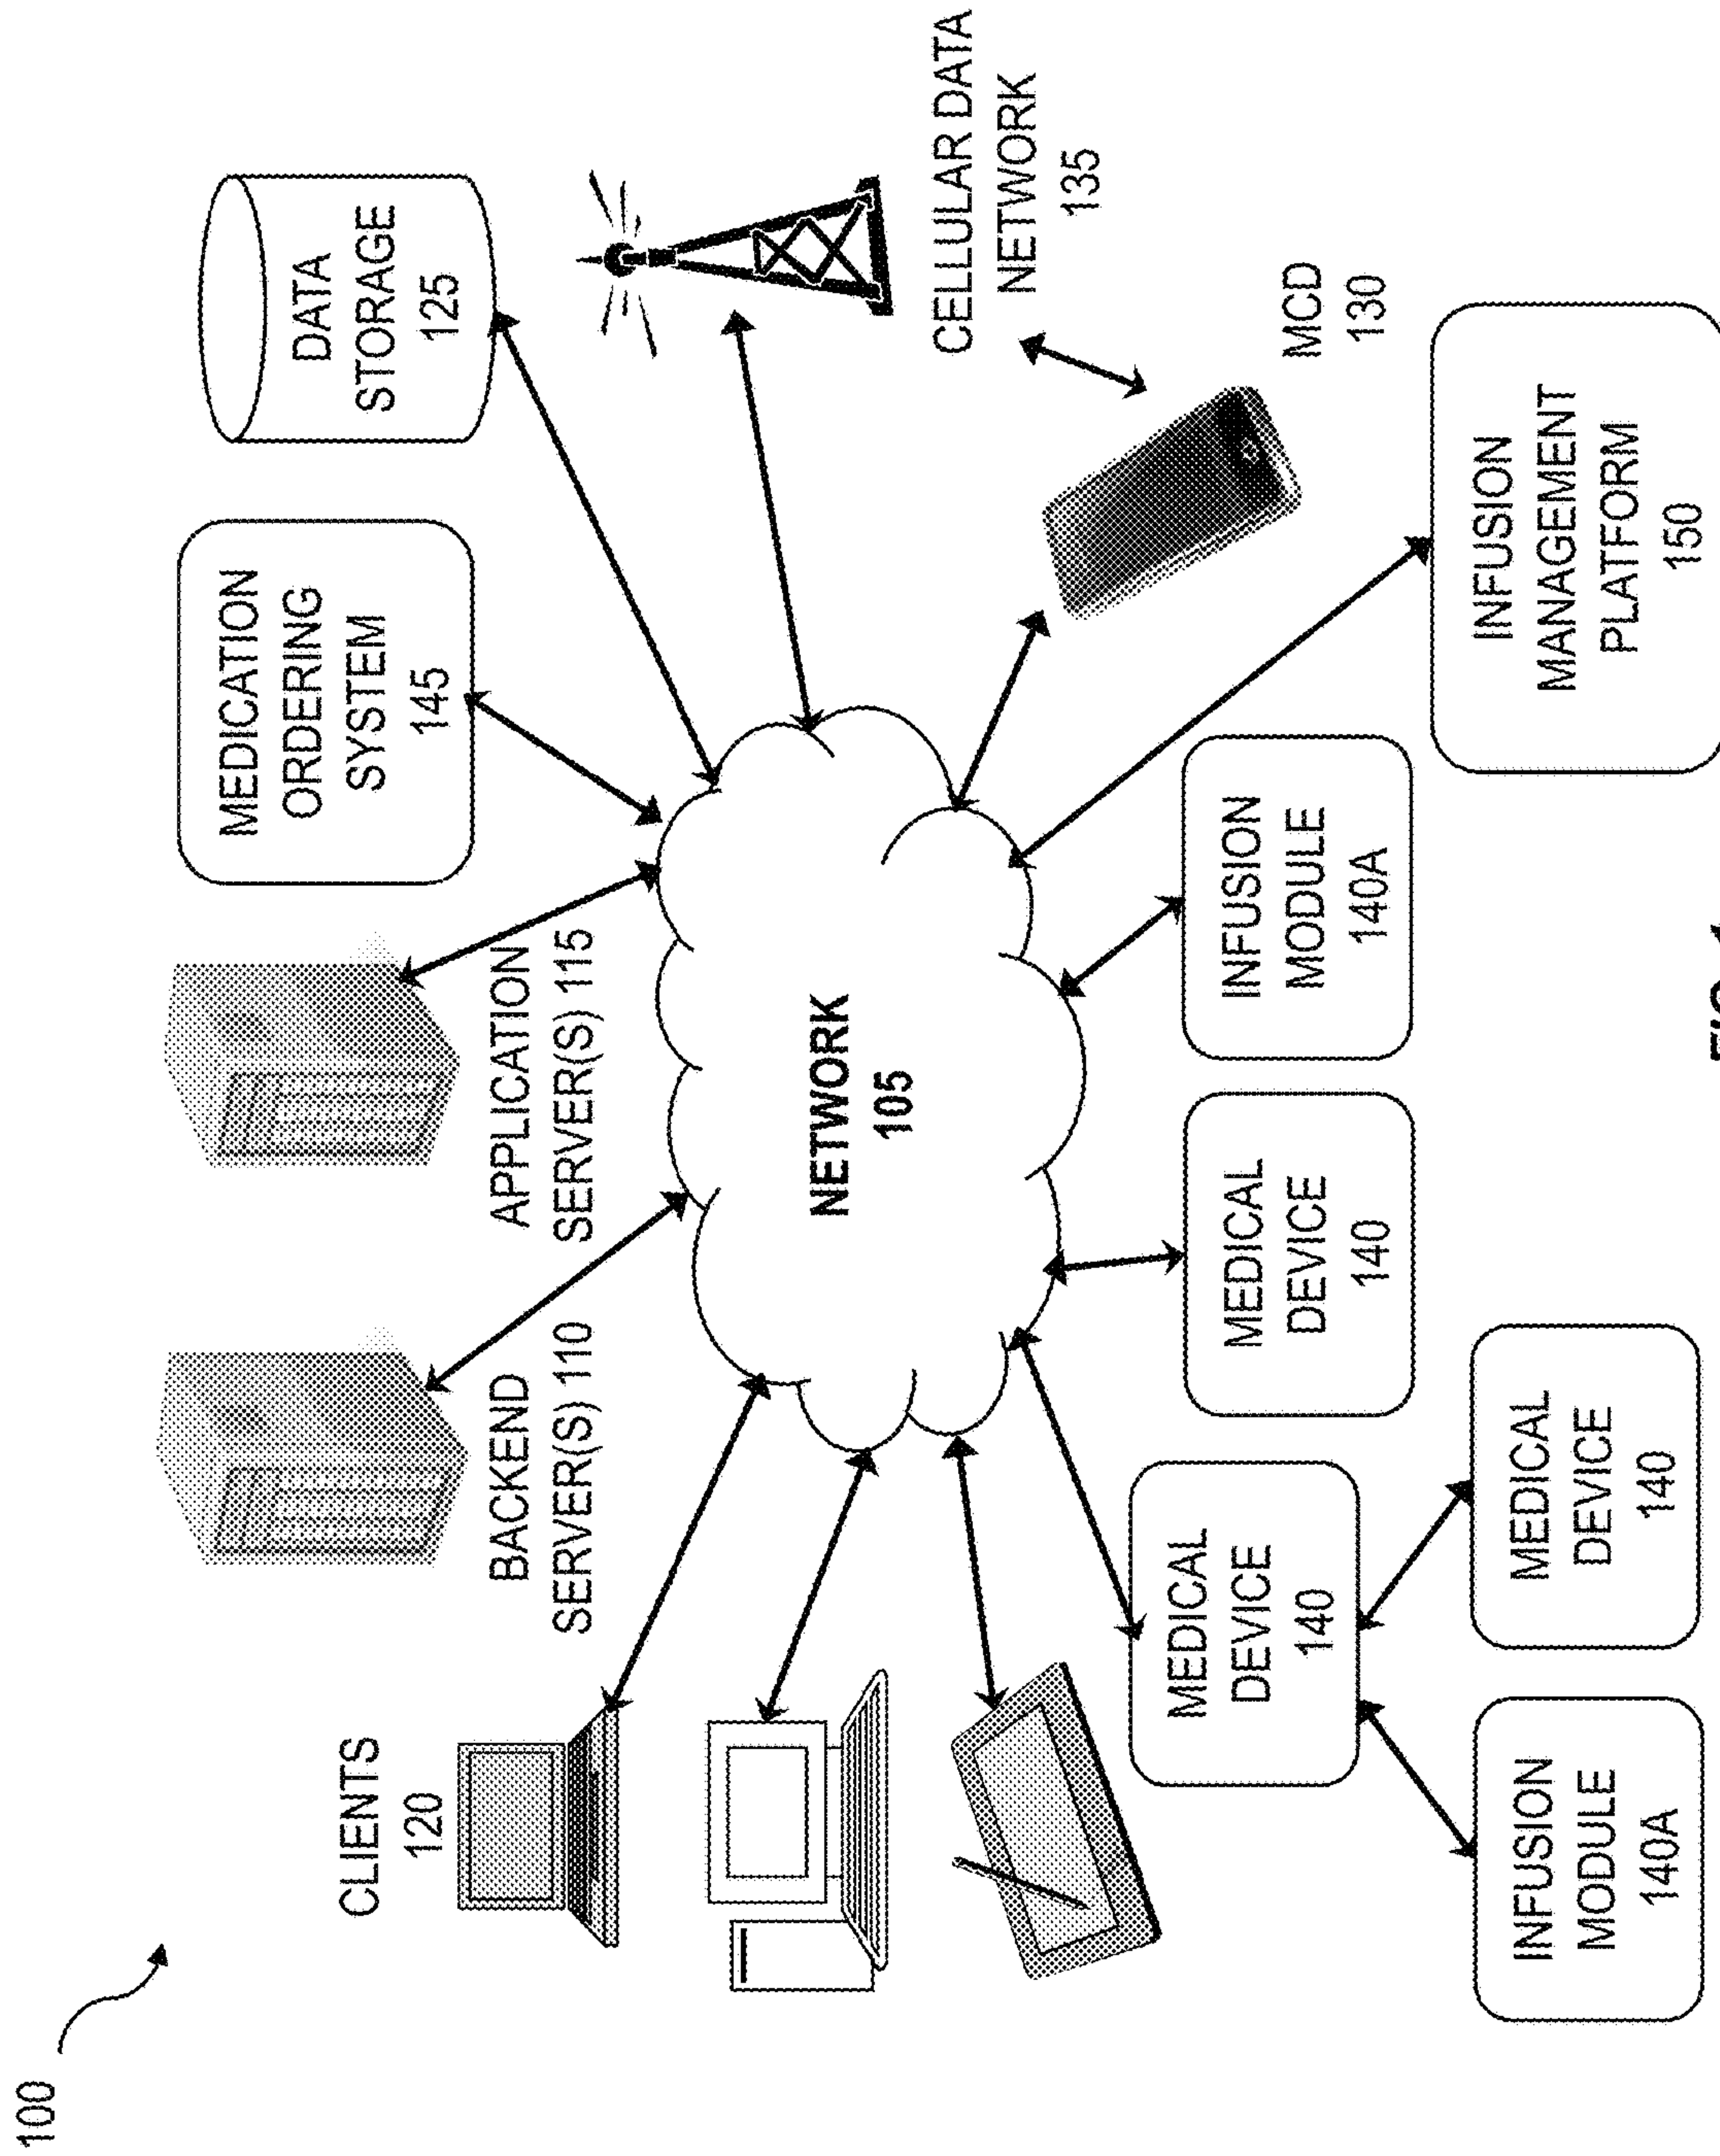 100
CLIENTS
120
BACKEND
SERVER(S) 110
APPLICATION
SERVER(S) 115
MEDICATION
ORDERING
SYSTEM
145
DATA
STORAGE
125
NETWORK
105
CELLULAR DATA
NETWORK
135
MCD
130
MEDICAL
DEVICE
140
MEDICAL
DEVICE
140
INFUSION
MODULE
140A
INFUSION
MANAGEMENT
PLATFORM
150
INFUSION
MODULE
140A
MEDICAL
DEVICE
140